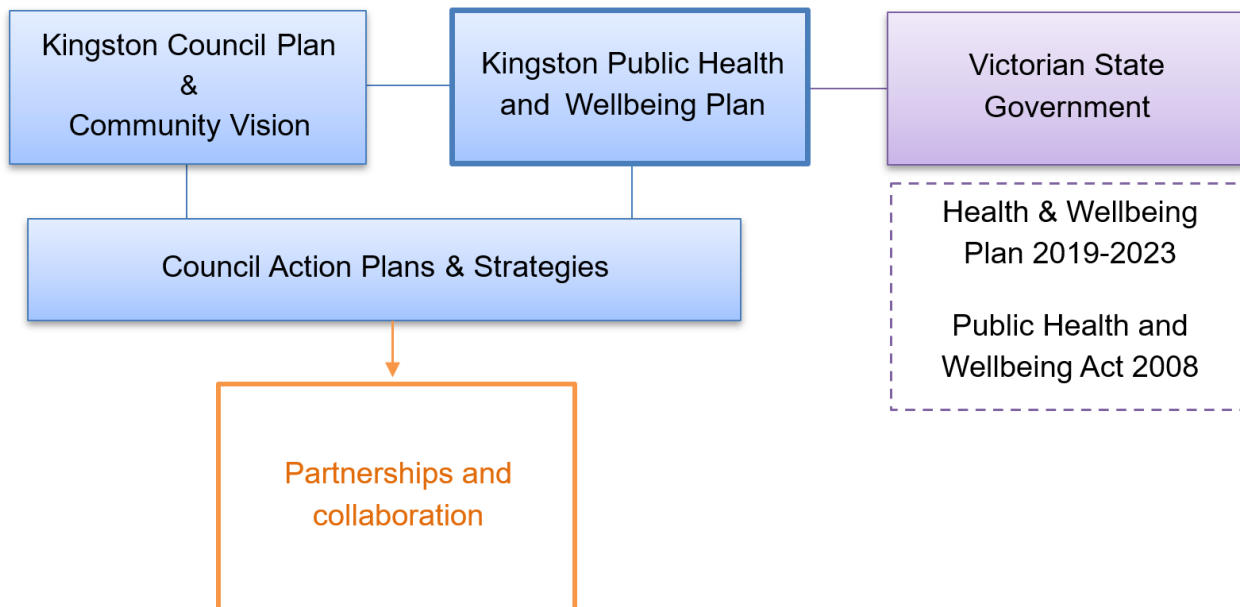 Kingston Council Plan
&
Community Vision
Kingston Public Health
and Wellbeing Plan
Victorian State
Government
Health & Wellbeing
Plan 2019-2023
Public Health and
Wellbeing Act 2008
Council Action Plans & Strategies
Partnerships and
collaboration